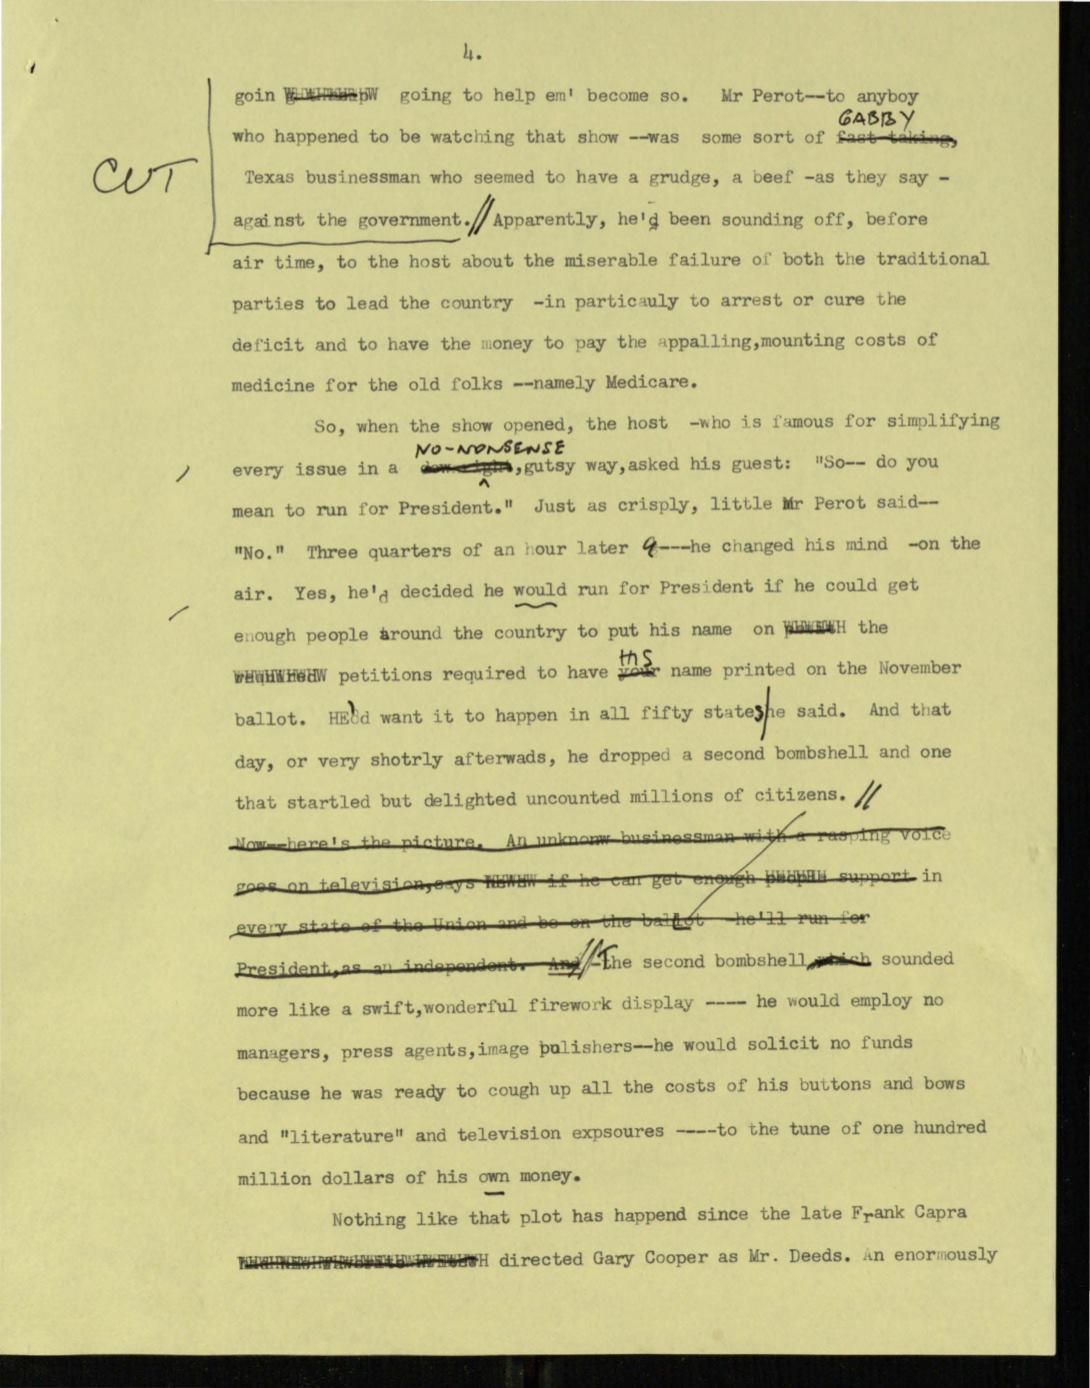 4.
goin going to help em' become so. Mr Perot--to anyboy
GABBY
who happened to be watching that show --was some sort of fast taking,
CUT
Texas businessman who seemed to have a grudge, a beef -as they say -
against the government.// Apparently, he'd been sounding off, before
air time, to the host about the miserable failure of both the traditional
parties to lead the country -in particauly to arrest or cure the
deficit and to have the money to pay the appalling,mounting costs of
medicine for the old folks --namely Medicare.
So, when the show opened, the host -who is famous for simplifying
NO-NONSENSE
every issue in a ,gutsy way,asked his guest: "So-- do you
mean to run for President." Just as crisply, little Mr Perot said--
"No." Three quarters of an hour later ---he changed his mind -on the
air. Yes, he'd decided he would run for President if he could get
enough people around the country to put his name on the
his
petitions required to have your name printed on the November
ballot. HE'd want it to happen in all fifty states/he said. And that
day, or very shotrly afterwads, he dropped a second bombshell and one
that startled but delighted uncounted millions of citizens. //
Now--here's the picture. An unknonw businessman with a rasping voice
goes on television,says if he can get enough people support in
every state of the Union and be on the ballot -he'll run for
President,as an independent. And // The second bombshell, which sounded
more like a swift,wonderful firework display ---- he would employ no
managers, press agents,image pulishers--he would solicit no funds
because he was ready to cough up all the costs of his buttons and bows
and "literature" and television expsoures ----to the tune of one hundred
million dollars of his own money.
Nothing like that plot has happend since the late Frank Capra
directed Gary Cooper as Mr. Deeds. An enormously